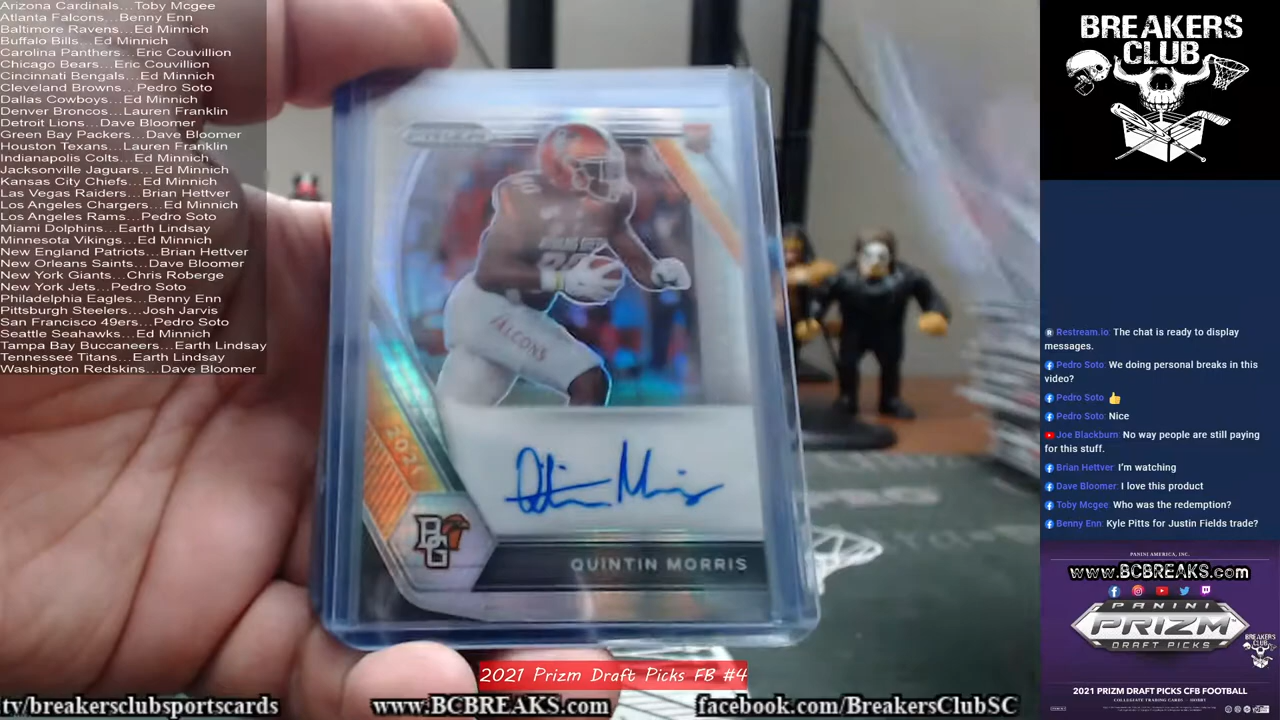 Arizona Cardinals...Toby Mcgee
Atlanta Falcons...Benny Enn
Baltimore Ravens...Ed Minnich
Buffalo Bills...Ed Minnich
Carolina Panthers...Eric Couvillion
Chicago Bears...Eric Couvillion
Cincinnati Bengals...Ed Minnich
Cleveland Browns...Pedro Soto
Dallas Cowboys...Ed Minnich
Denver Broncos...Lauren Franklin
Detroit Lions...Dave Bloomer
Green Bay Packers...Dave Bloomer
Houston Texans...Lauren Franklin
Indianapolis Colts...Ed Minnich
Jacksonville Jaguars...Ed Minnich
Kansas City Chiefs...Ed Minnich
Las Vegas Raiders...Brian Hettver
Los Angeles Chargers...Ed Minnich
Los Angeles Rams...Pedro Soto
Miami Dolphins...Earth Lindsay
Minnesota Vikings...Ed Minnich
New England Patriots...Brian Hettver
New Orleans Saints...Dave Bloomer
New York Giants...Chris Roberge
New York Jets...Pedro Soto
Philadelphia Eagles...Benny Enn
Pittsburgh Steelers...Josh Jarvis
San Francisco 49ers...Pedro Soto
Seattle Seahawks...Ed Minnich
Tampa Bay Buccaneers...Earth Lindsay
Tennessee Titans...Earth Lindsay
Washington Redskins...Dave Bloomer
FALCONS
Quintin Morris
BG
QUINTIN MORRIS
BREAKERS
CLUB
Restream.io: The chat is ready to display
messages.
Pedro Soto: We doing personal breaks in this
video?
Pedro Soto: 👍
Pedro Soto: Nice
Joe Blackburn: No way people are still paying
for this stuff.
Brian Hettver: I'm watching
Dave Bloomer: I love this product
Toby Mcgee: Who was the redemption?
Benny Enn: Kyle Pitts for Justin Fields trade?
PANINI AMERICA, INC.
www.BCBREAKS.com
PANINI
PRIZM
DRAFT PICKS
BREAKERS
CLUB
2021 PRIZM DRAFT PICKS CFB FOOTBALL
2021 Prizm Draft Picks FB #4
tv/breakersclubsportscards
www.BCBREAKS.com
facebook.com/BreakersClubSC